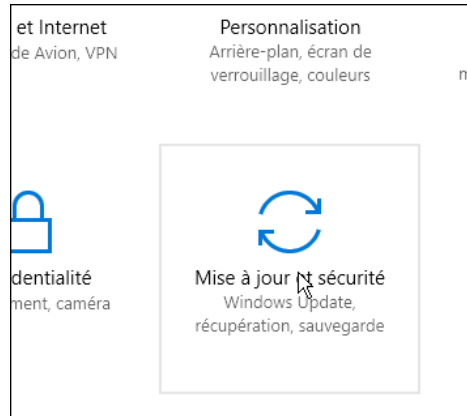 et Internet
de Avion, VPN
Personnalisation
Arrière-plan, écran de
verrouillage, couleurs
m
dentialité
ment, caméra
Mise à jour et sécurité
Windows Update,
récupération, sauvegarde